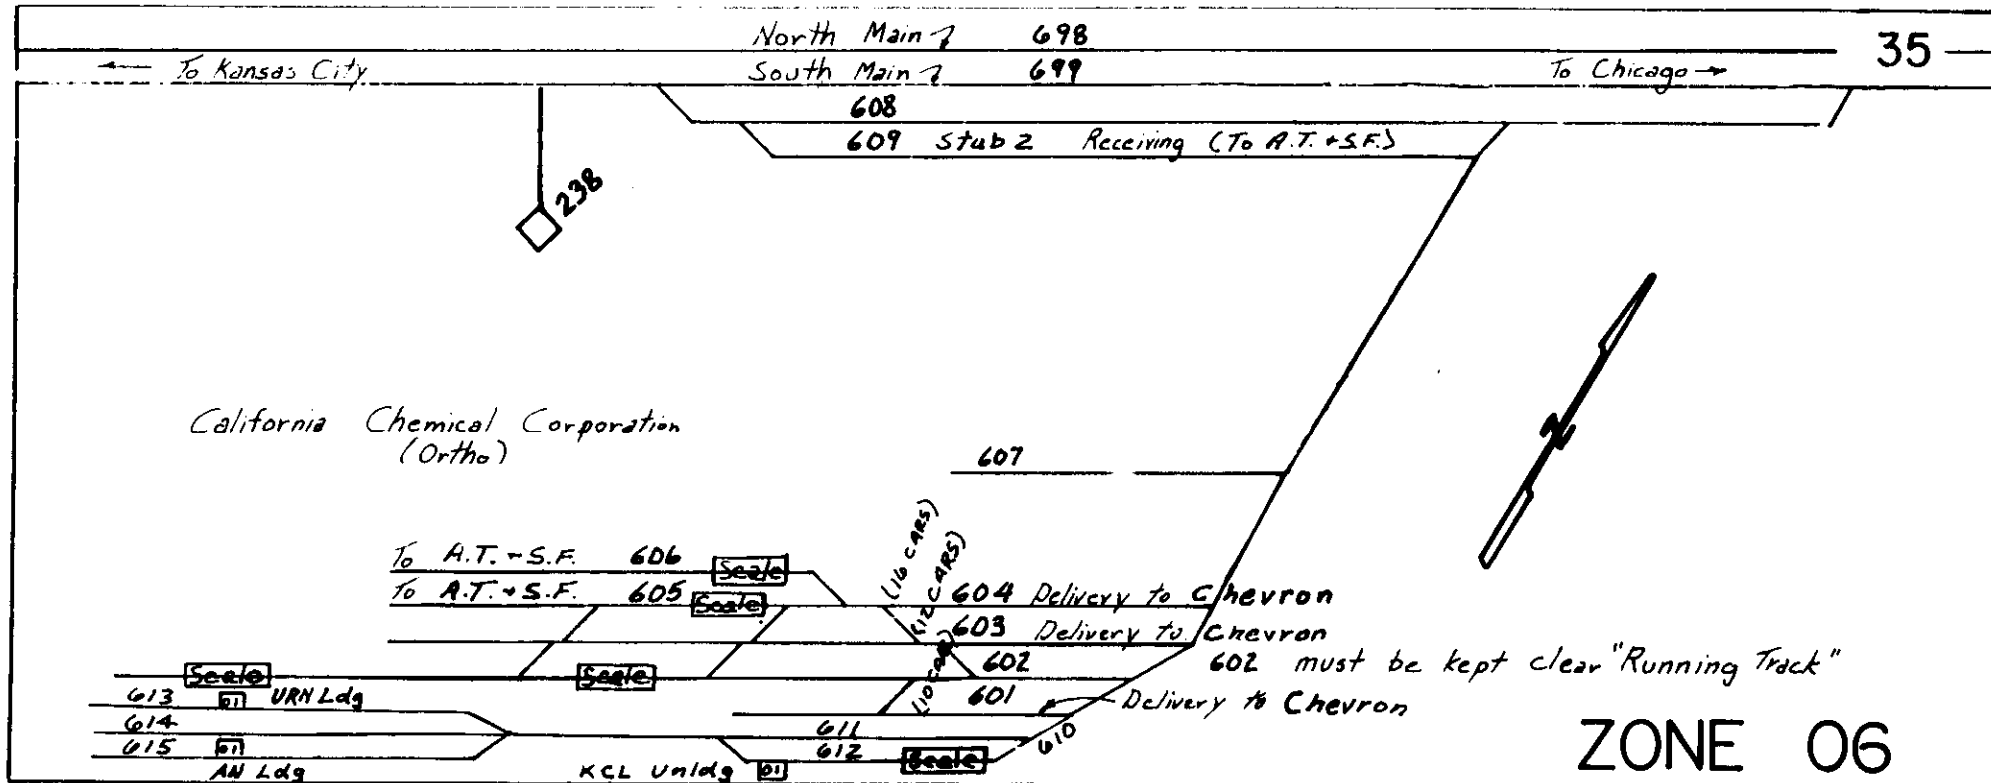 North Main 698
35
To Kansas City
South Main 699
To Chicago
608
609 Stub 2 Receiving (To A.T. + S.F.)
238
California Chemical Corporation
(Ortho)
607
N
(16 CARS)
(12 CARS)
(10 CARS)
To A.T. + S.F. 606 Scale
To A.T. + S.F. 605 Scale
604 Delivery to Chevron
603 Delivery to Chevron
602
602 must be kept clear "Running Track"
Scale
Scale
601
Delivery to Chevron
613 01 URN Ldg
614
615 01
AN Ldg
611
612 Scale
610
KCL Unldg 01
ZONE 06